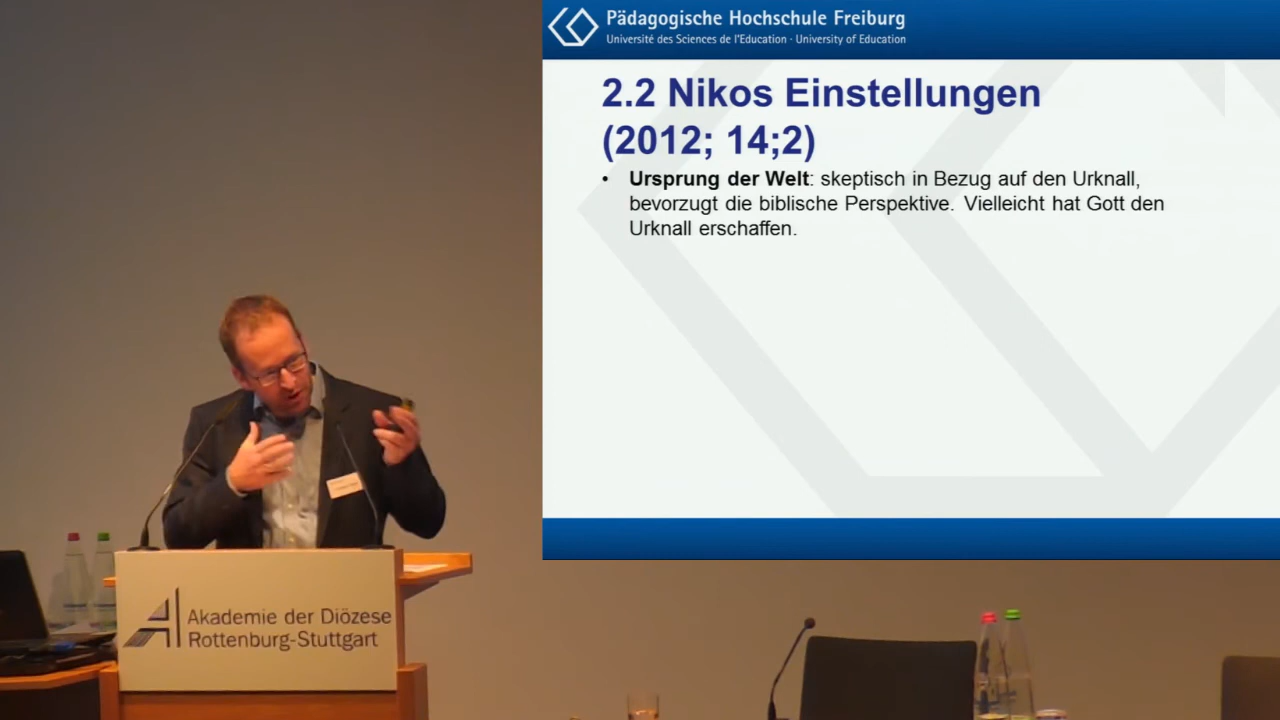 Pädagogische Hochschule Freiburg
Université des Sciences de l'Education · University of Education
2.2 Nikos Einstellungen
(2012; 14;2)
• Ursprung der Welt: skeptisch in Bezug auf den Urknall,
bevorzugt die biblische Perspektive. Vielleicht hat Gott den
Urknall erschaffen.
Akademie der Diözese
Rottenburg-Stuttgart